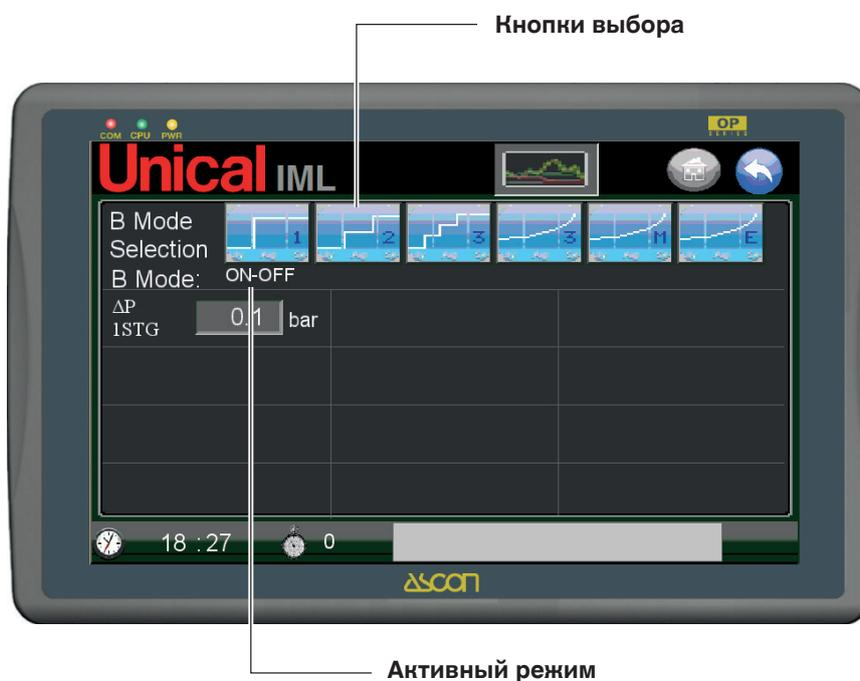 Кнопки выбора
COM CPU PWR
OP
SERIES
Unical IML
B Mode
Selection
1 2 3 3 M E
B Mode: ON-OFF
ΔP
1STG
0.1 bar
18 : 27 0
ascon
Активный режим